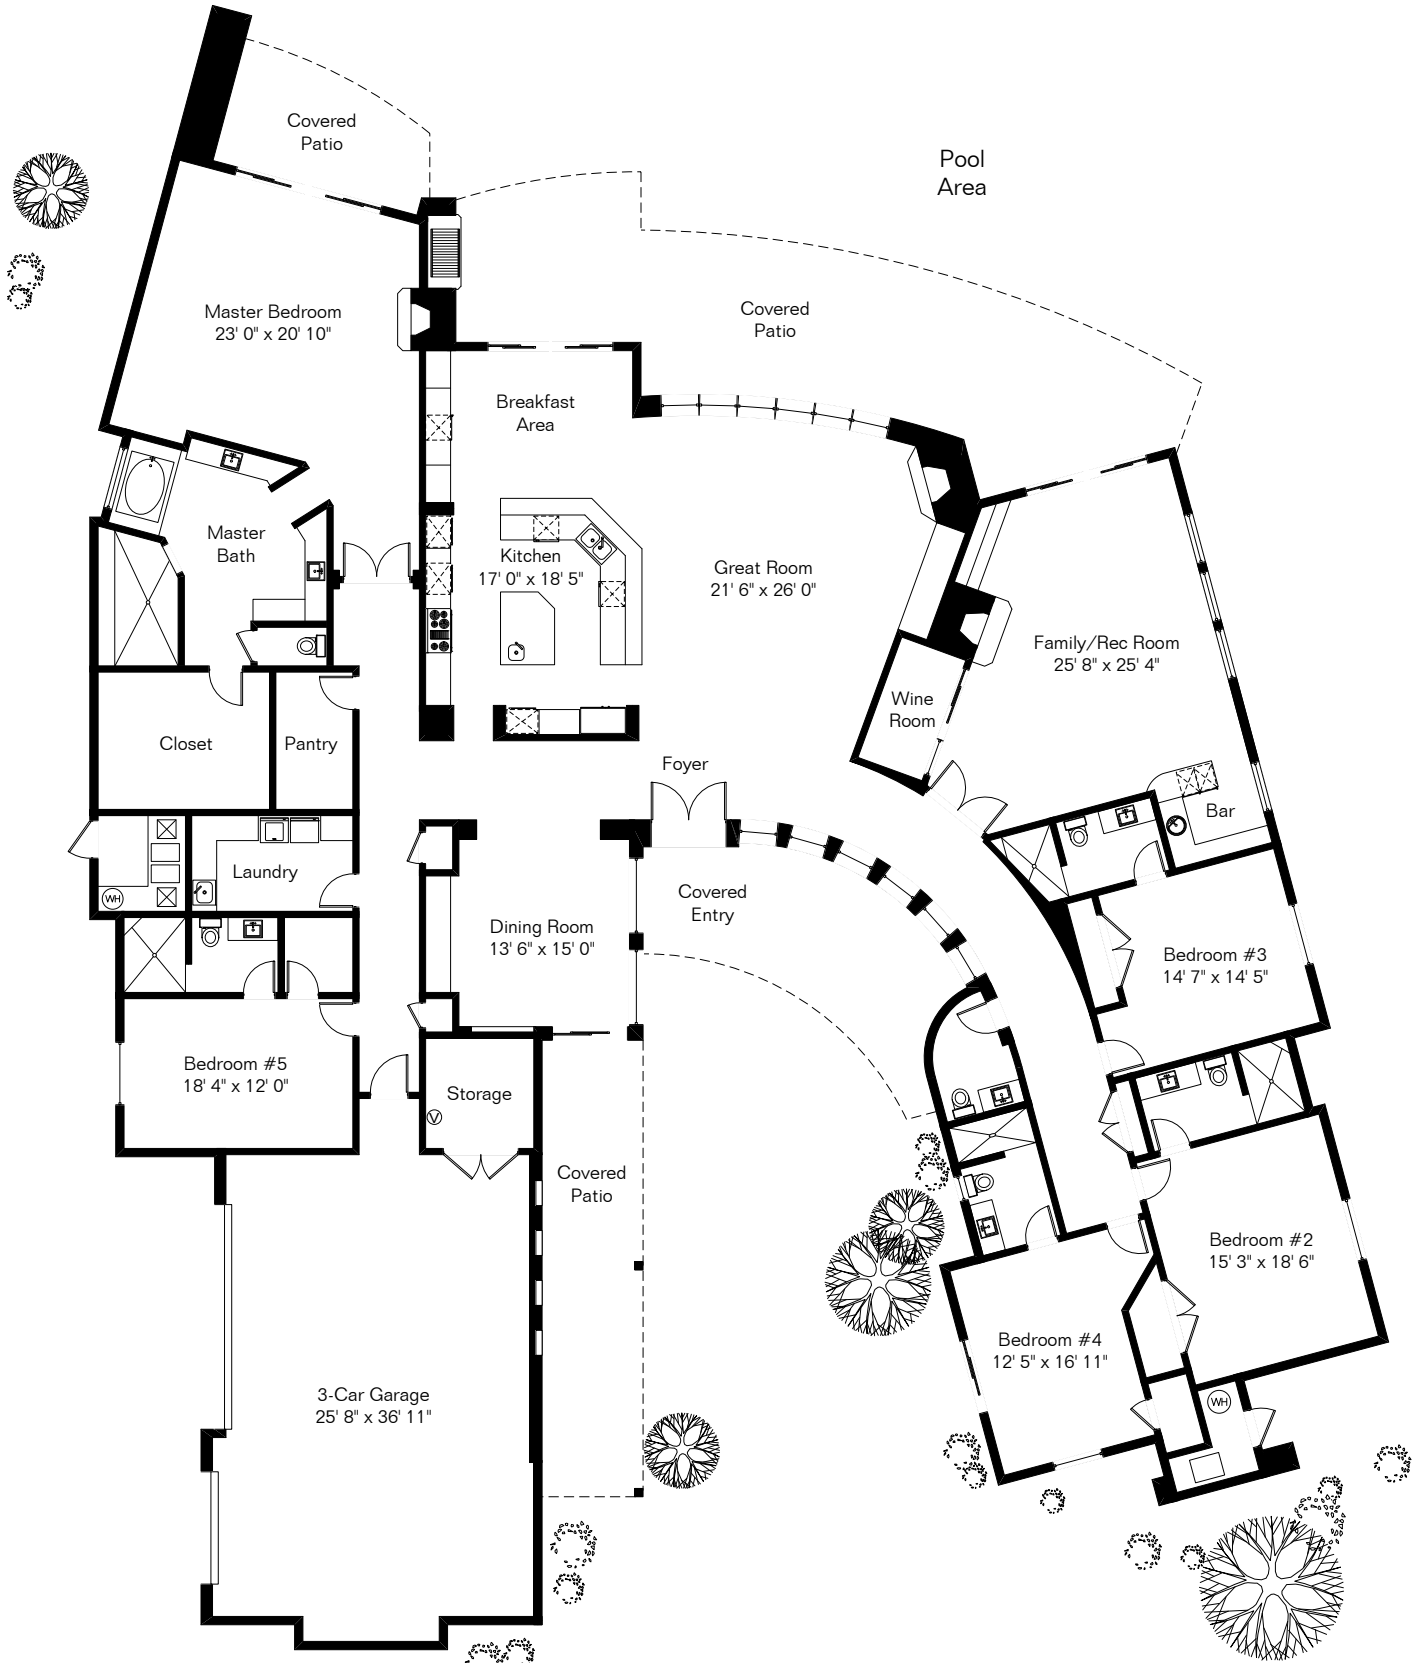 Covered
Patio
Pool
Area
Master Bedroom
23' 0" x 20' 10"
Covered
Patio
Breakfast
Area
Master
Bath
Kitchen
17' 0" x 18' 5"
Great Room
21' 6" x 26' 0"
Family/Rec Room
25' 8" x 25' 4"
Wine
Room
Closet
Pantry
Foyer
Bar
Laundry
WH
Covered
Entry
Dining Room
13' 6" x 15' 0"
Bedroom #3
14' 7" x 14' 5"
Bedroom #5
18' 4" x 12' 0"
Storage
V
Covered
Patio
Bedroom #2
15' 3" x 18' 6"
Bedroom #4
12' 5" x 16' 11"
3-Car Garage
25' 8" x 36' 11"
WH